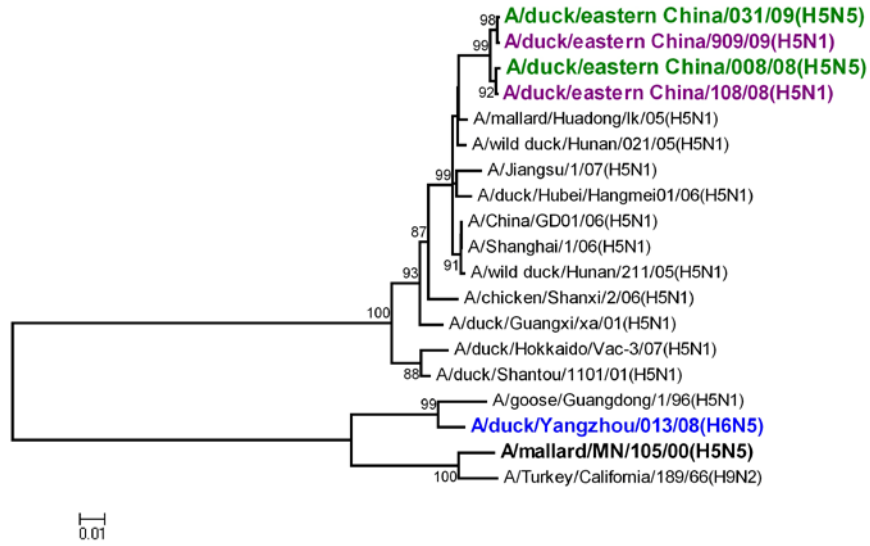 98
A/duck/eastern China/031/09(H5N5)
99
A/duck/eastern China/909/09(H5N1)
A/duck/eastern China/008/08(H5N5)
92
A/duck/eastern China/108/08(H5N1)
A/mallard/Huadong/lk/05(H5N1)
A/wild duck/Hunan/021/05(H5N1)
99
A/Jiangsu/1/07(H5N1)
A/duck/Hubei/Hangmei01/06(H5N1)
A/China/GD01/06(H5N1)
87
A/Shanghai/1/06(H5N1)
91
A/wild duck/Hunan/211/05(H5N1)
93
A/chicken/Shanxi/2/06(H5N1)
100
A/duck/Guangxi/xa/01(H5N1)
A/duck/Hokkaido/Vac-3/07(H5N1)
88
A/duck/Shantou/1101/01(H5N1)
99
A/goose/Guangdong/1/96(H5N1)
A/duck/Yangzhou/013/08(H6N5)
A/mallard/MN/105/00(H5N5)
100
A/Turkey/California/189/66(H9N2)
0.01